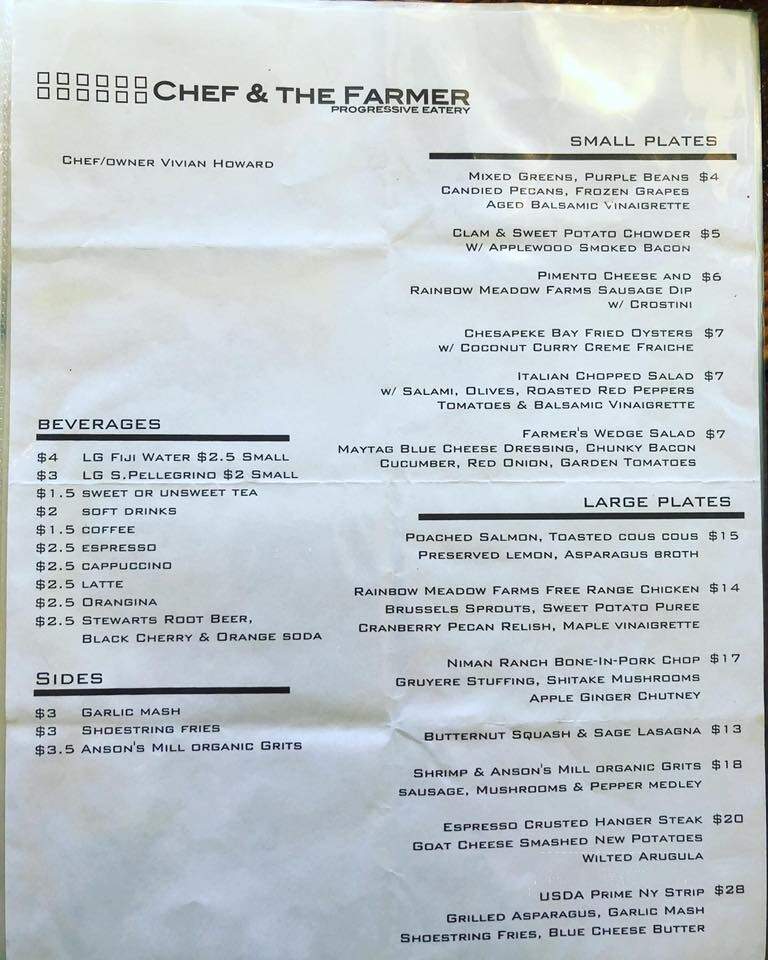 Chef & the Farmer
Progressive Eatery
Chef/owner Vivian Howard
Small Plates
Mixed Greens, Purple Beans $4
Candied Pecans, Frozen Grapes
Aged Balsamic Vinaigrette
Clam & Sweet Potato Chowder $5
w/ Applewood Smoked Bacon
Pimento Cheese and $6
Rainbow Meadow Farms Sausage Dip
w/ Crostini
Chesapeke Bay Fried Oysters $7
w/ Coconut Curry Creme Fraiche
Italian Chopped Salad $7
w/ Salami, Olives, Roasted Red Peppers
Tomatoes & Balsamic Vinaigrette
Farmer's Wedge Salad $7
Maytag Blue Cheese Dressing, Chunky Bacon
Cucumber, Red Onion, Garden Tomatoes
Large Plates
Poached Salmon, Toasted cous cous $15
Preserved lemon, Asparagus broth
Rainbow Meadow Farms Free Range Chicken $14
Brussels Sprouts, Sweet Potato Puree
Cranberry Pecan Relish, Maple vinaigrette
Niman Ranch Bone-In-Pork Chop $17
Gruyere Stuffing, Shitake Mushrooms
Apple Ginger Chutney
Butternut Squash & Sage Lasagna $13
Shrimp & Anson's Mill organic Grits $18
sausage, Mushrooms & Pepper medley
Espresso Crusted Hanger Steak $20
Goat Cheese Smashed New Potatoes
Wilted Arugula
USDA Prime Ny Strip $28
Grilled Asparagus, Garlic Mash
Shoestring Fries, Blue Cheese Butter
Beverages
$4 LG Fiji Water $2.5 Small
$3 LG S.Pellegrino $2 Small
$1.5 sweet or unsweet tea
$2 soft drinks
$1.5 coffee
$2.5 espresso
$2.5 cappuccino
$2.5 latte
$2.5 Orangina
$2.5 Stewarts Root Beer,
Black Cherry & Orange soda
Sides
$3 Garlic mash
$3 Shoestring fries
$3.5 Anson's Mill organic Grits